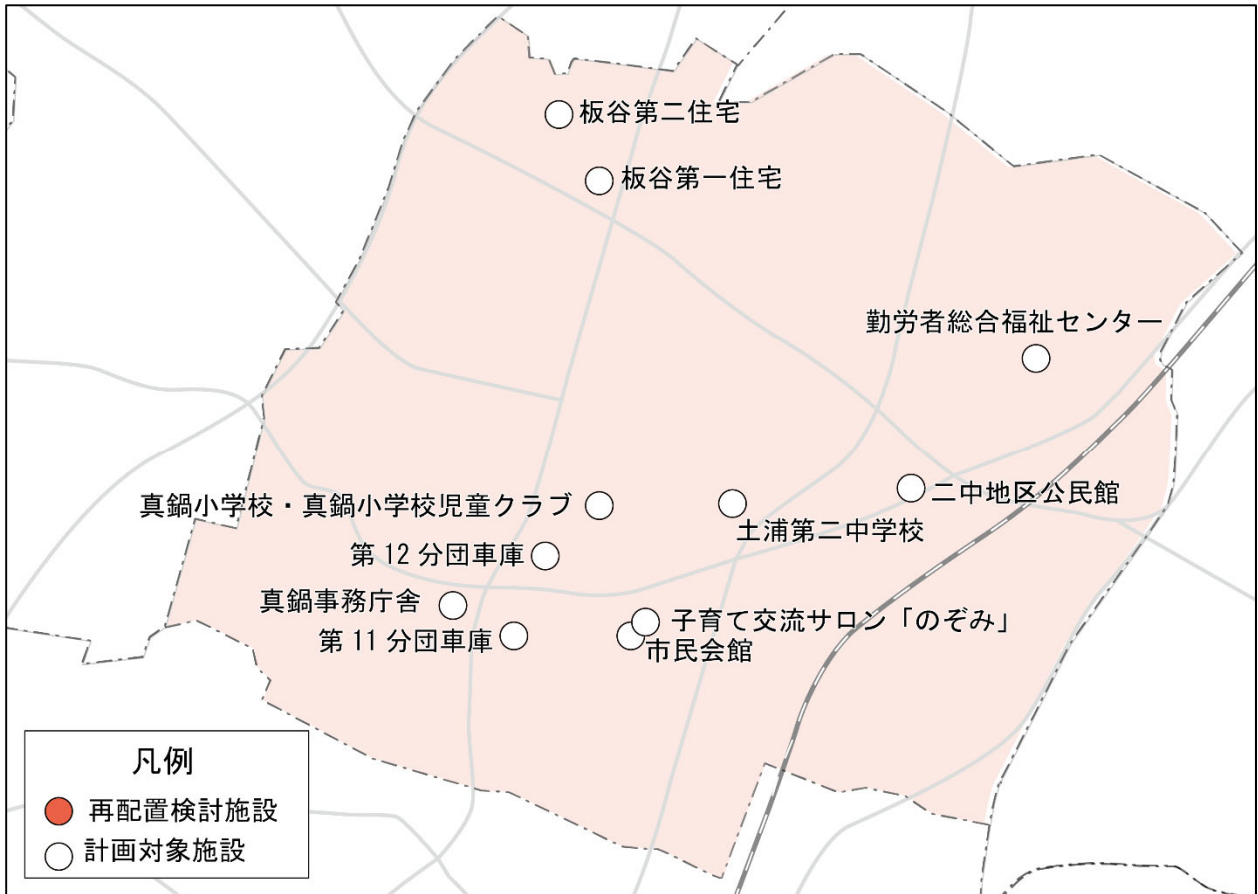 板谷第二住宅
板谷第一住宅
勤労者総合福祉センター
二中地区公民館
真鍋小学校・真鍋小学校児童クラブ
土浦第二中学校
第12分団車庫
真鍋事務庁舎
子育て交流サロン「のぞみ」
第11分団車庫
市民会館
凡例
再配置検討施設
計画対象施設